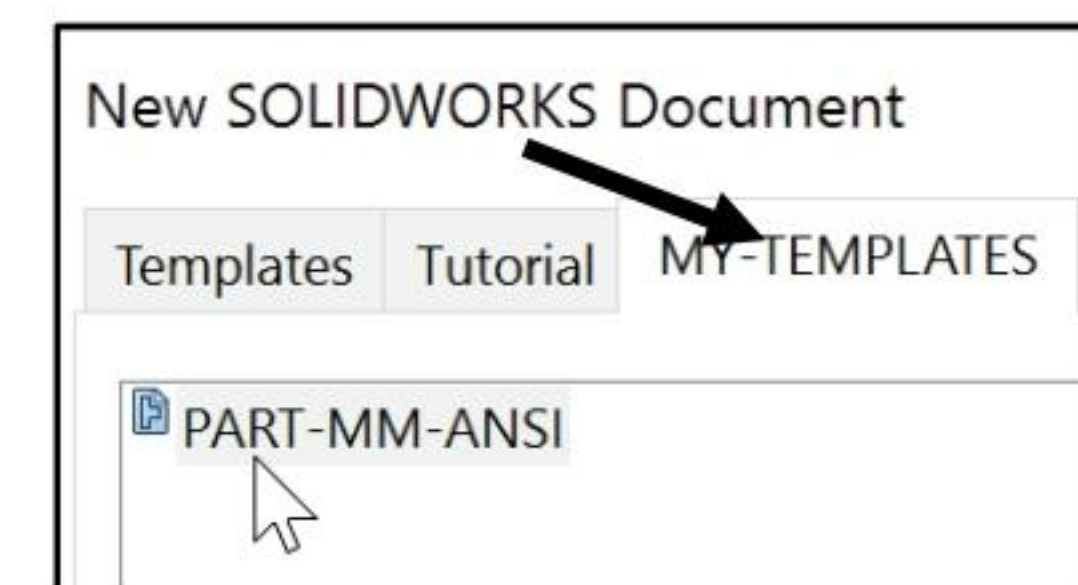 New SOLIDWORKS Document
Templates Tutorial MY-TEMPLATES
PART-MM-ANSI